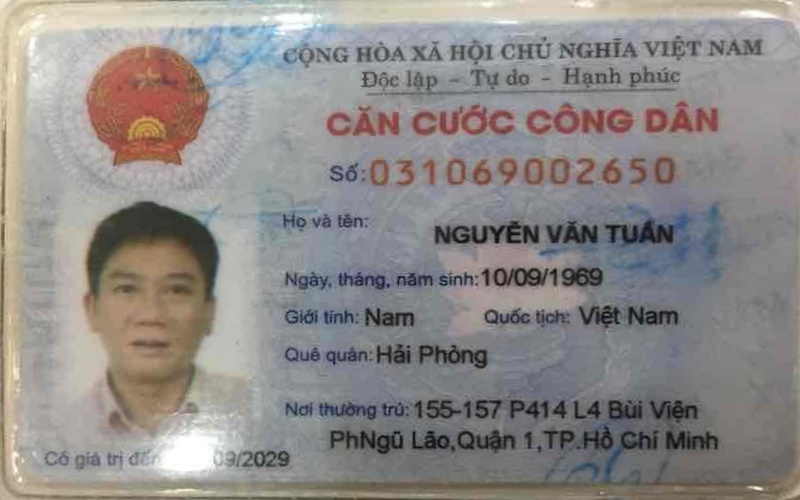 CỘNG HÒA XÃ HỘI CHỦ NGHĨA VIỆT NAM
Độc lập - Tự do - Hạnh phúc
CĂN CƯỚC CÔNG DÂN
Số: 031069002650
Họ và tên:
NGUYỄN VĂN TUẤN
Ngày, tháng, năm sinh: 10/09/1969
Giới tính: Nam Quốc tịch: Việt Nam
Quê quán: Hải Phòng
Nơi thường trú: 155-157 P414 L4 Bùi Viện
PhNgũ Lão,Quận 1,TP.Hồ Chí Minh
Có giá trị đến 09/2029